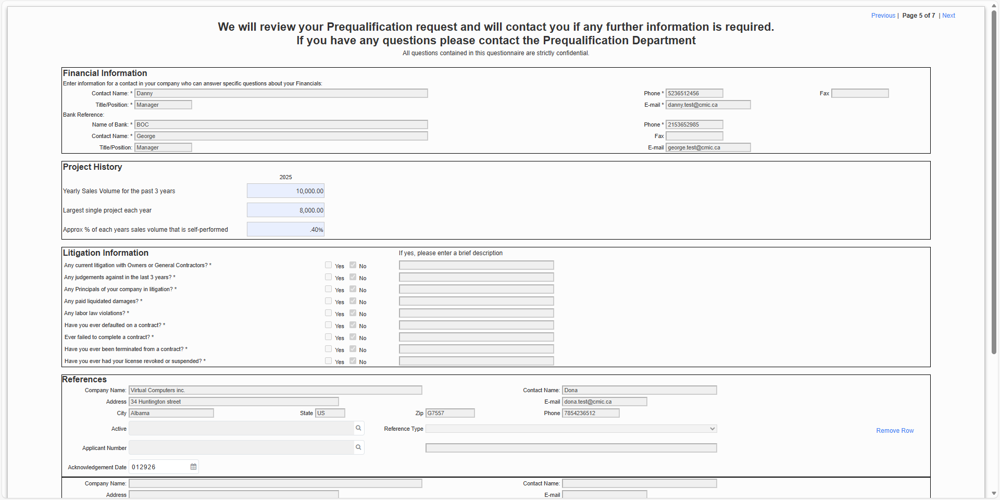 Previous | Page 5 of 7 | Next
We will review your Prequalification request and will contact you if any further information is required.
If you have any questions please contact the Prequalification Department
All questions contained in this questionnaire are strictly confidential.
Financial Information
Enter information for a contact in your company who can answer specific questions about your Financials:
Contact Name: * Danny Phone * 5236512456 Fax
Title/Position: * Manager E-mail * danny.test@cmic.ca
Bank Reference:
Name of Bank: * BOC Phone * 2153652985
Contact Name: * George Fax
Title/Position: Manager E-mail george.test@cmic.ca
Project History
2025
Yearly Sales Volume for the past 3 years 10,000.00
Largest single project each year 8,000.00
Approx % of each years sales volume that is self-performed .40%
Litigation Information If yes, please enter a brief description
Any current litigation with Owners or General Contractors? * Yes No
Any judgements against in the last 3 years? * Yes No
Any Principals of your company in litigation? * Yes No
Any paid liquidated damages? * Yes No
Any labor law violations? * Yes No
Have you ever defaulted on a contract? * Yes No
Ever failed to complete a contract? * Yes No
Have you ever been terminated from a contract? * Yes No
Have you ever had your license revoked or suspended? * Yes No
References
Company Name: Virtual Computers inc. Contact Name: Dona
Address 34 Huntington street E-mail dona.test@cmic.ca
City Albama State US Zip G7557 Phone 7854236512
Active Reference Type Remove Row
Applicant Number
Acknowledgement Date 012926
Company Name: Contact Name:
Address E-mail